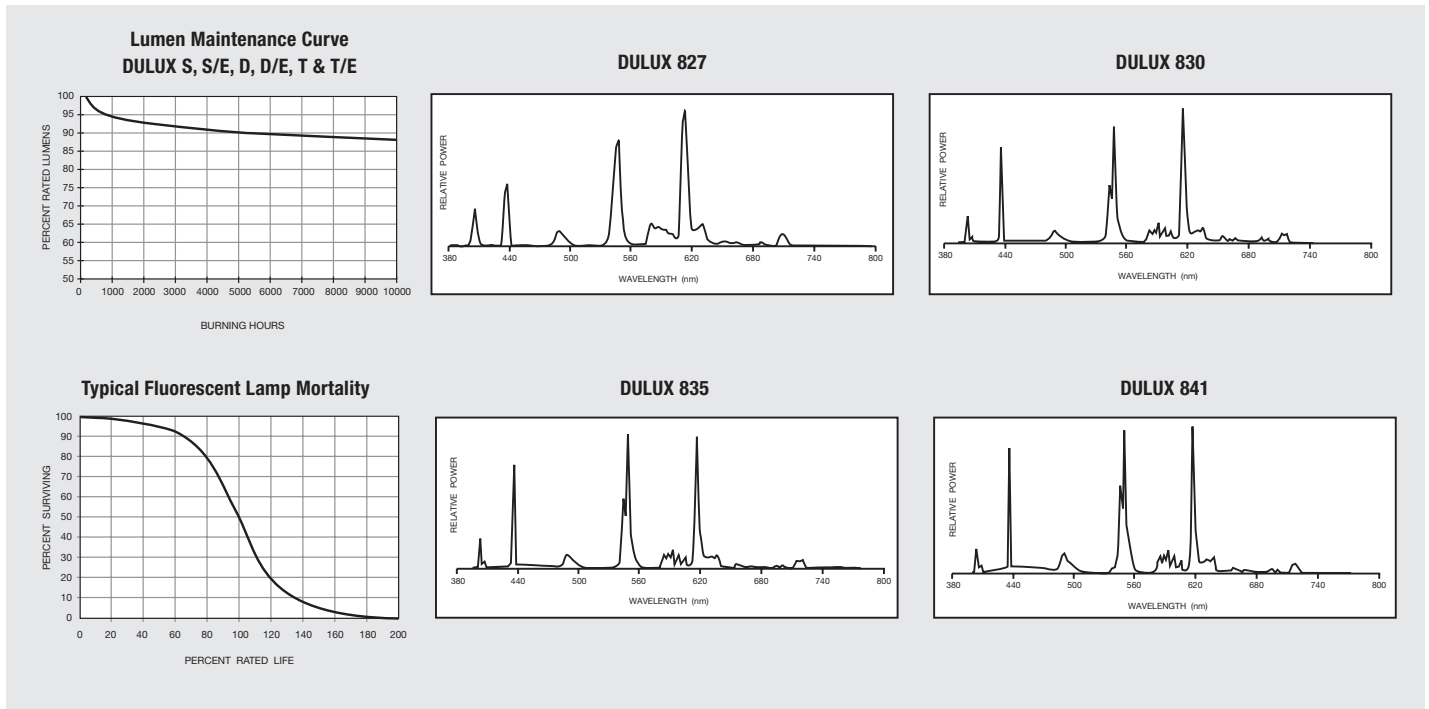 Lumen Maintenance Curve
DULUX S, S/E, D, D/E, T & T/E
PERCENT RATED LUMENS
100
95
90
85
80
75
70
65
60
55
50
0 1000 2000 3000 4000 5000 6000 7000 8000 9000 10000
BURNING HOURS
DULUX 827
RELATIVE POWER
380 440 500 560 620 680 740 800
WAVELENGTH (nm)
DULUX 830
RELATIVE POWER
380 440 500 560 620 680 740 800
WAVELENGTH (nm)
Typical Fluorescent Lamp Mortality
PERCENT SURVIVING
100
90
80
70
60
50
40
30
20
10
0
0 20 40 60 80 100 120 140 160 180 200
PERCENT RATED LIFE
DULUX 835
RELATIVE POWER
380 440 500 560 620 680 740 800
WAVELENGTH (nm)
DULUX 841
RELATIVE POWER
380 440 500 560 620 680 740 800
WAVELENGTH (nm)